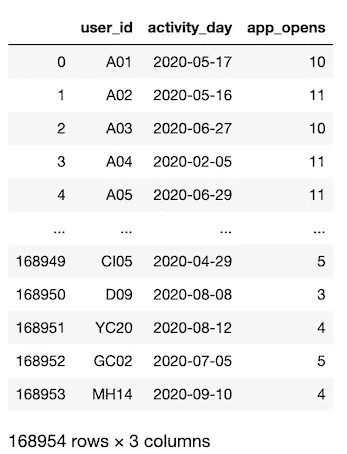 user_id activity_day app_opens
0 A01 2020-05-17 10
1 A02 2020-05-16 11
2 A03 2020-06-27 10
3 A04 2020-02-05 11
4 A05 2020-06-29 11
... ... ... ...
168949 CI05 2020-04-29 5
168950 D09 2020-08-08 3
168951 YC20 2020-08-12 4
168952 GC02 2020-07-05 5
168953 MH14 2020-09-10 4
168954 rows × 3 columns